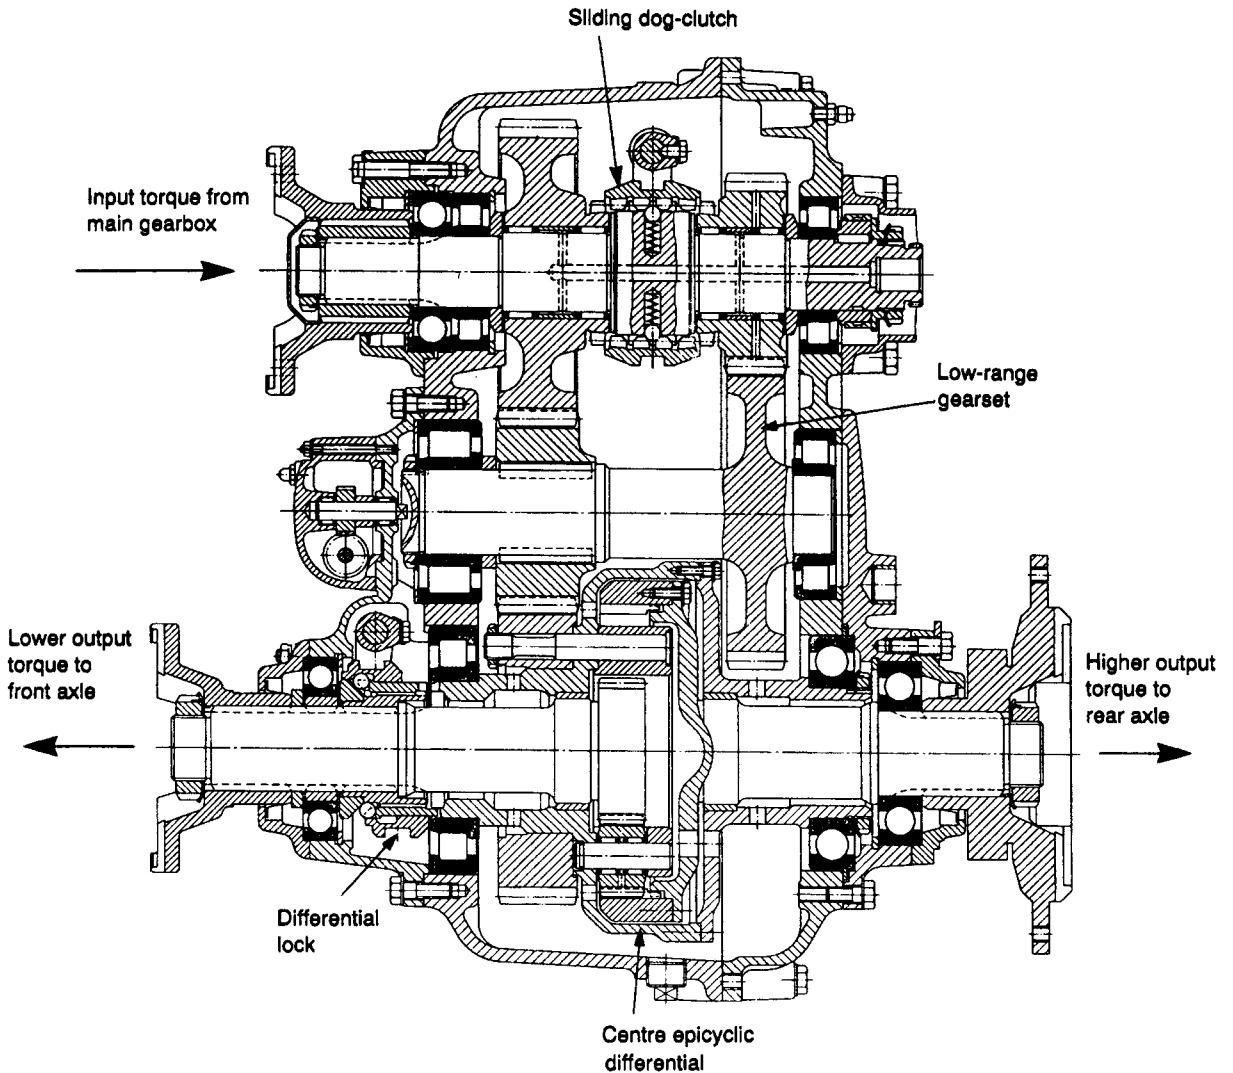 Sliding dog-clutch
Input torque from
main gearbox
Low-range
gearset
Lower output
torque to
front axle
Higher output
torque to
rear axle
Differential
lock
Centre epicyclic
differential